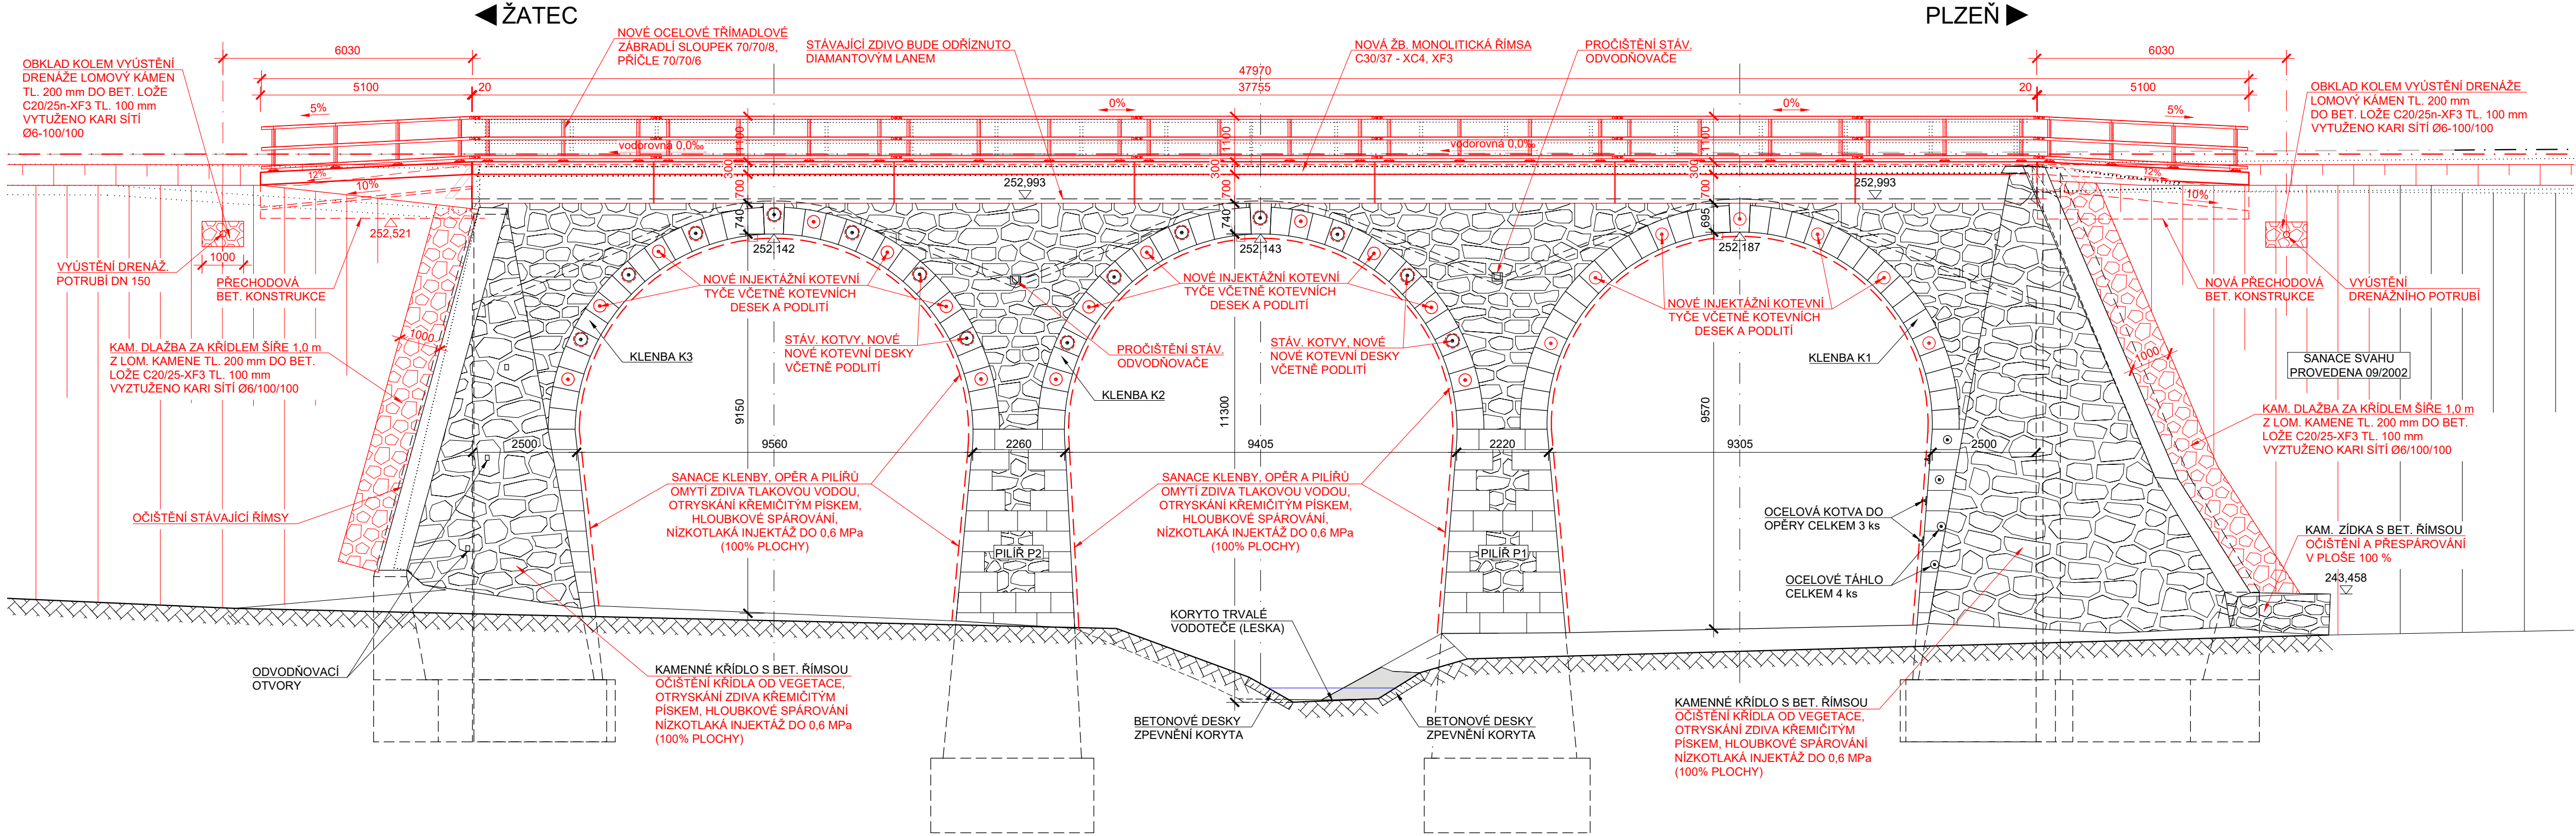 ŽATEC
PLZEŇ
NOVÉ OCELOVÉ TŘÍMADLOVÉ
ZÁBRADLÍ SLOUPEK 70/70/8,
PŘÍČLE 70/70/6
STÁVAJÍCÍ ZDIVO BUDE ODŘÍZNUTO
DIAMANTOVÝM LANEM
NOVÁ ŽB. MONOLITICKÁ ŘÍMSA
C30/37 - XC4, XF3
PROČIŠTĚNÍ STÁV.
ODVODŇOVAČE
6030
6030
OBKLAD KOLEM VYÚSTĚNÍ
DRENÁŽE LOMOVÝ KÁMEN
TL. 200 mm DO BET. LOŽE
C20/25n-XF3 TL. 100 mm
VYTUŽENO KARI SÍTÍ
Ø6-100/100
OBKLAD KOLEM VYÚSTĚNÍ DRENÁŽE
LOMOVÝ KÁMEN TL. 200 mm
DO BET. LOŽE C20/25n-XF3 TL. 100 mm
VYTUŽENO KARI SÍTÍ Ø6-100/100
47970
5100
20
37755
20
5100
5%
0%
0%
5%
1100
1100
1100
vodorovná 0,0‰
vodorovná 0,0‰
300
300
300
12%
10%
12%
10%
700
700
700
252,993
252,993
740
740
695
252,521
252,142
252,143
252,187
1000
VYÚSTĚNÍ DRENÁŽ.
POTRUBÍ DN 150
PŘECHODOVÁ
BET. KONSTRUKCE
NOVÉ INJEKTÁŽNÍ KOTEVNÍ
TYČE VČETNĚ KOTEVNÍCH
DESEK A PODLITÍ
NOVÉ INJEKTÁŽNÍ KOTEVNÍ
TYČE VČETNĚ KOTEVNÍCH
DESEK A PODLITÍ
NOVÉ INJEKTÁŽNÍ KOTEVNÍ
TYČE VČETNĚ KOTEVNÍCH
DESEK A PODLITÍ
NOVÁ PŘECHODOVÁ
BET. KONSTRUKCE
VYÚSTĚNÍ
DRENÁŽNÍHO POTRUBÍ
1000
KAM. DLAŽBA ZA KŘÍDLEM ŠÍŘE 1,0 m
Z LOM. KAMENE TL. 200 mm DO BET.
LOŽE C20/25-XF3 TL. 100 mm
VYZTUŽENO KARI SÍTÍ Ø6/100/100
KLENBA K3
STÁV. KOTVY, NOVÉ
NOVÉ KOTEVNÍ DESKY
VČETNĚ PODLITÍ
PROČIŠTĚNÍ STÁV.
ODVODŇOVAČE
KLENBA K2
STÁV. KOTVY, NOVÉ
NOVÉ KOTEVNÍ DESKY
VČETNĚ PODLITÍ
KLENBA K1
1000
SANACE SVAHU
PROVEDENA 09/2002
KAM. DLAŽBA ZA KŘÍDLEM ŠÍŘE 1,0 m
Z LOM. KAMENE TL. 200 mm DO BET.
LOŽE C20/25-XF3 TL. 100 mm
VYZTUŽENO KARI SÍTÍ Ø6/100/100
9150
11300
9570
2500
9560
2260
9405
2220
9305
2500
SANACE KLENBY, OPĚR A PILÍŘŮ
OMYTÍ ZDIVA TLAKOVOU VODOU,
OTRYSKÁNÍ KŘEMIČITÝM PÍSKEM,
HLOUBKOVÉ SPÁROVÁNÍ,
NÍZKOTLAKÁ INJEKTÁŽ DO 0,6 MPa
(100% PLOCHY)
SANACE KLENBY, OPĚR A PILÍŘŮ
OMYTÍ ZDIVA TLAKOVOU VODOU,
OTRYSKÁNÍ KŘEMIČITÝM PÍSKEM,
HLOUBKOVÉ SPÁROVÁNÍ,
NÍZKOTLAKÁ INJEKTÁŽ DO 0,6 MPa
(100% PLOCHY)
OČIŠTĚNÍ STÁVAJÍCÍ ŘÍMSY
PILÍŘ P2
PILÍŘ P1
OCELOVÁ KOTVA DO
OPĚRY CELKEM 3 ks
OCELOVÉ TÁHLO
CELKEM 4 ks
KAM. ZÍDKA S BET. ŘÍMSOU
OČIŠTĚNÍ A PŘESPÁROVÁNÍ
V PLOŠE 100 %
243,458
KORYTO TRVALÉ
VODOTEČE (LESKA)
ODVODŇOVACÍ
OTVORY
KAMENNÉ KŘÍDLO S BET. ŘÍMSOU
OČIŠTĚNÍ KŘÍDLA OD VEGETACE,
OTRYSKÁNÍ ZDIVA KŘEMIČITÝM
PÍSKEM, HLOUBKOVÉ SPÁROVÁNÍ
NÍZKOTLAKÁ INJEKTÁŽ DO 0,6 MPa
(100% PLOCHY)
BETONOVÉ DESKY
ZPEVNĚNÍ KORYTA
BETONOVÉ DESKY
ZPEVNĚNÍ KORYTA
KAMENNÉ KŘÍDLO S BET. ŘÍMSOU
OČIŠTĚNÍ KŘÍDLA OD VEGETACE,
OTRYSKÁNÍ ZDIVA KŘEMIČITÝM
PÍSKEM, HLOUBKOVÉ SPÁROVÁNÍ
NÍZKOTLAKÁ INJEKTÁŽ DO 0,6 MPa
(100% PLOCHY)